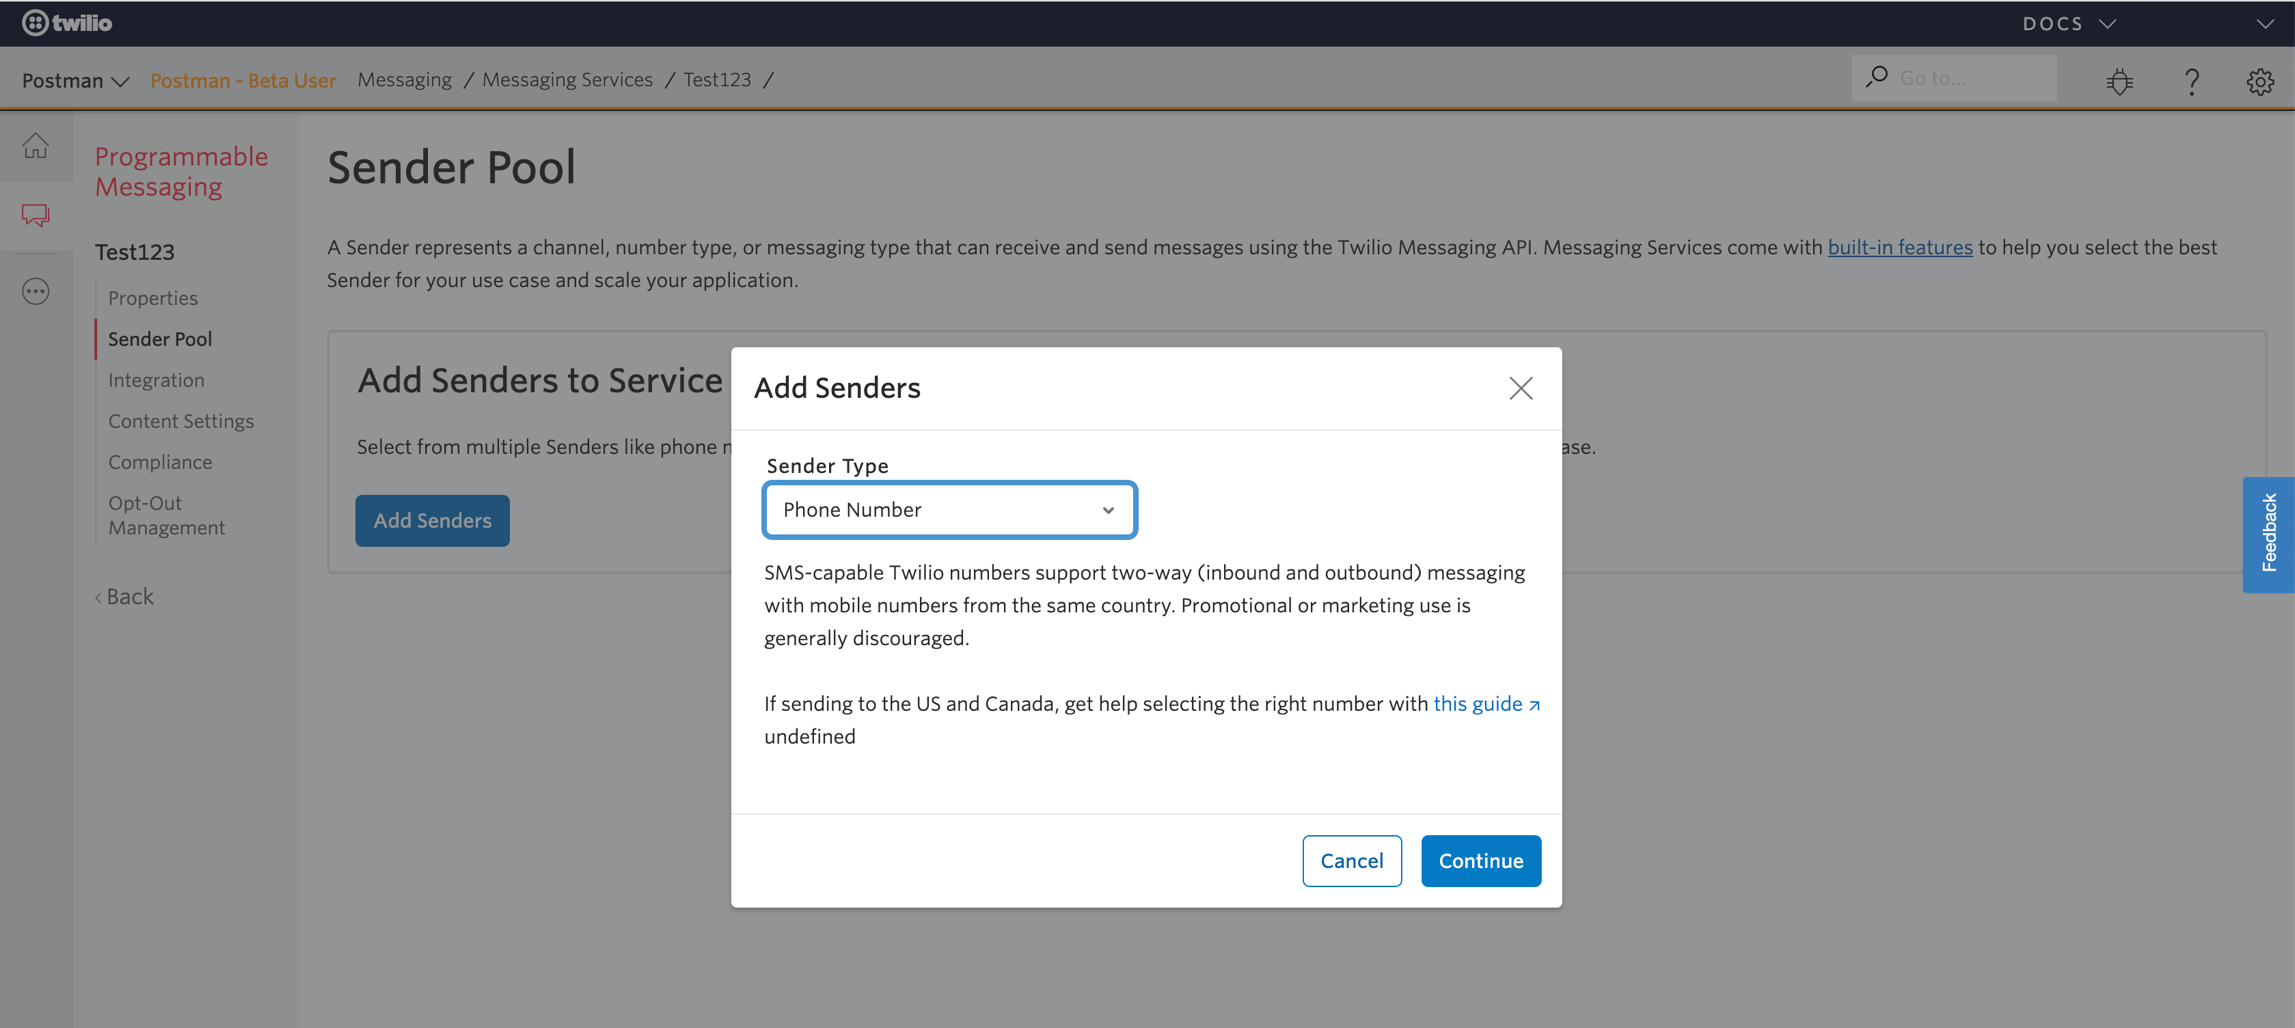 twilio
DOCS
Postman
Postman - Beta User
Messaging / Messaging Services / Test123 /
Go to...
Programmable
Messaging
Test123
Properties
Sender Pool
Integration
Content Settings
Compliance
Opt-Out
Management
Back
Sender Pool
A Sender represents a channel, number type, or messaging type that can receive and send messages using the Twilio Messaging API. Messaging Services come with built-in features to help you select the best
Sender for your use case and scale your application.
Add Senders to Service
Select from multiple Senders like phone
ase.
Add Senders
Add Senders
Sender Type
Phone Number
SMS-capable Twilio numbers support two-way (inbound and outbound) messaging
with mobile numbers from the same country. Promotional or marketing use is
generally discouraged.
If sending to the US and Canada, get help selecting the right number with this guide
undefined
Cancel
Continue
Feedback